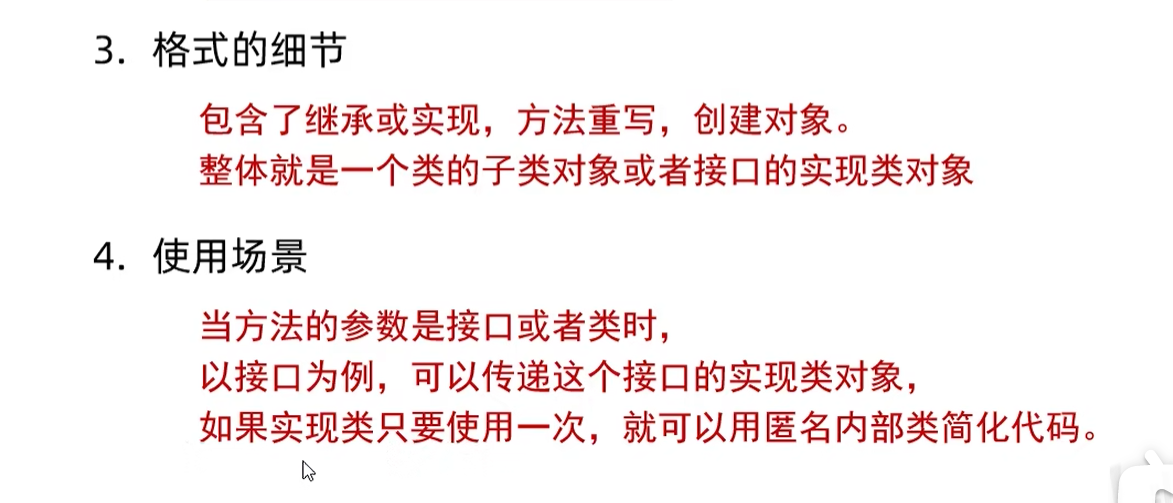 3. 格式的细节
包含了继承或实现，方法重写，创建对象。
整体就是一个类的子类对象或者接口的实现类对象
4. 使用场景
当方法的参数是接口或者类时，
以接口为例，可以传递这个接口的实现类对象，
如果实现类只要使用一次，就可以用匿名内部类简化代码。